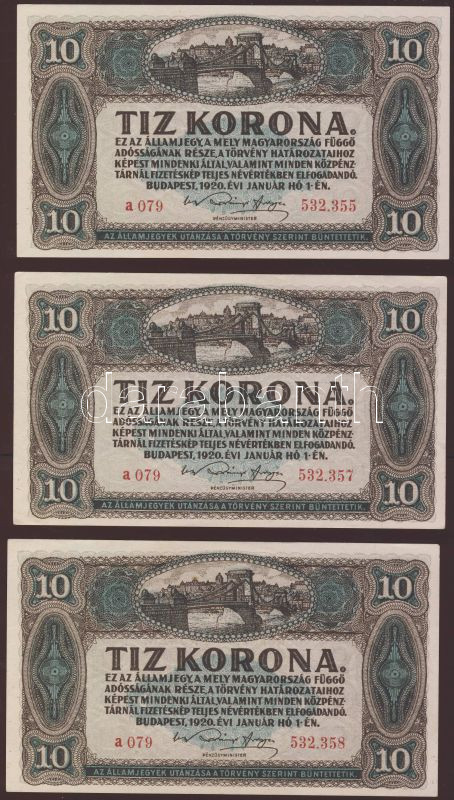 10 10
TIZ KORONA.
EZ AZ ÁLLAMJEGY, A MELY MAGYARORSZÁG FÜGGŐ
ADÓSSÁGÁNAK RÉSZE, A TÖRVÉNY HATÁROZATAIHOZ
KÉPEST MINDENKI ÁLTAL, VALAMINT MINDEN KÖZPÉNZ-
TÁRNÁL FIZETÉSKÉP TELJES NÉVÉRTÉKBEN ELFOGADANDÓ.
BUDAPEST, 1920. ÉVI JANUÁR HÓ 1-ÉN.
a 079 532.355
PÉNZÜGYMINISTER
10 10
AZ ÁLLAMJEGYEK UTÁNZÁSA A TÖRVÉNY SZERINT BÜNTETTETIK.
10 10
TIZ KORONA.
EZ AZ ÁLLAMJEGY, A MELY MAGYARORSZÁG FÜGGŐ
ADÓSSÁGÁNAK RÉSZE, A TÖRVÉNY HATÁROZATAIHOZ
KÉPEST MINDENKI ÁLTAL, VALAMINT MINDEN KÖZPÉNZ-
TÁRNÁL FIZETÉSKÉP TELJES NÉVÉRTÉKBEN ELFOGADANDÓ.
BUDAPEST, 1920. ÉVI JANUÁR HÓ 1-ÉN.
a 079 532.357
PÉNZÜGYMINISTER
10 10
AZ ÁLLAMJEGYEK UTÁNZÁSA A TÖRVÉNY SZERINT BÜNTETTETIK.
10 10
TIZ KORONA.
EZ AZ ÁLLAMJEGY, A MELY MAGYARORSZÁG FÜGGŐ
ADÓSSÁGÁNAK RÉSZE, A TÖRVÉNY HATÁROZATAIHOZ
KÉPEST MINDENKI ÁLTAL, VALAMINT MINDEN KÖZPÉNZ-
TÁRNÁL FIZETÉSKÉP TELJES NÉVÉRTÉKBEN ELFOGADANDÓ.
BUDAPEST, 1920. ÉVI JANUÁR HÓ 1-ÉN.
a 079 532.358
PÉNZÜGYMINISTER
10 10
AZ ÁLLAMJEGYEK UTÁNZÁSA A TÖRVÉNY SZERINT BÜNTETTETIK.